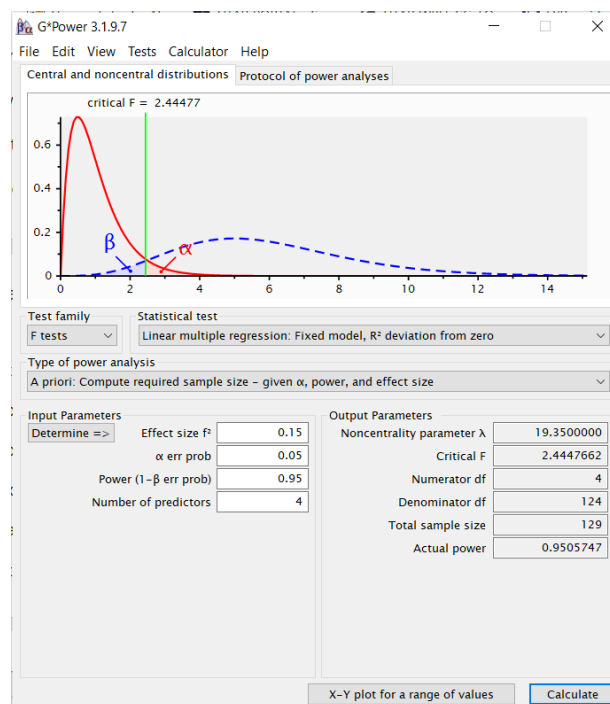 G*Power 3.1.9.7
File Edit View Tests Calculator Help
Central and noncentral distributions Protocol of power analyses
critical F = 2.44477
0.6
0.4
0.2
0
β
α
0 2 4 6 8 10 12 14
Test family Statistical test
F tests Linear multiple regression: Fixed model, R² deviation from zero
Type of power analysis
A priori: Compute required sample size - given α, power, and effect size
Input Parameters Output Parameters
Determine => Effect size f² 0.15 Noncentrality parameter λ 19.3500000
α err prob 0.05 Critical F 2.4447662
Power (1-β err prob) 0.95 Numerator df 4
Number of predictors 4 Denominator df 124
Total sample size 129
Actual power 0.9505747
X-Y plot for a range of values Calculate